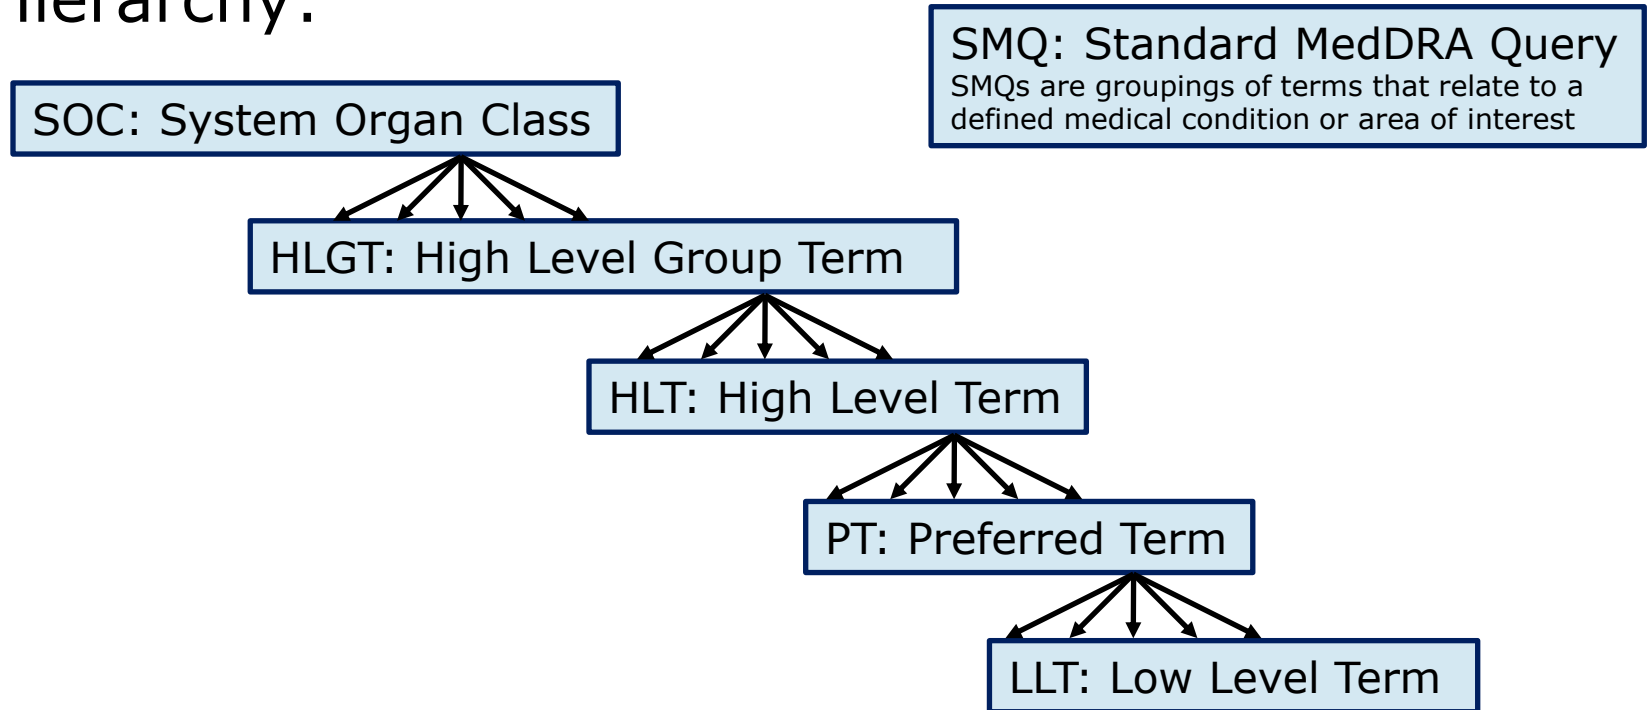 hierarchy:
SMQ: Standard MedDRA Query
SMQs are groupings of terms that relate to a
defined medical condition or area of interest
SOC: System Organ Class
HLGT: High Level Group Term
HLT: High Level Term
PT: Preferred Term
LLT: Low Level Term